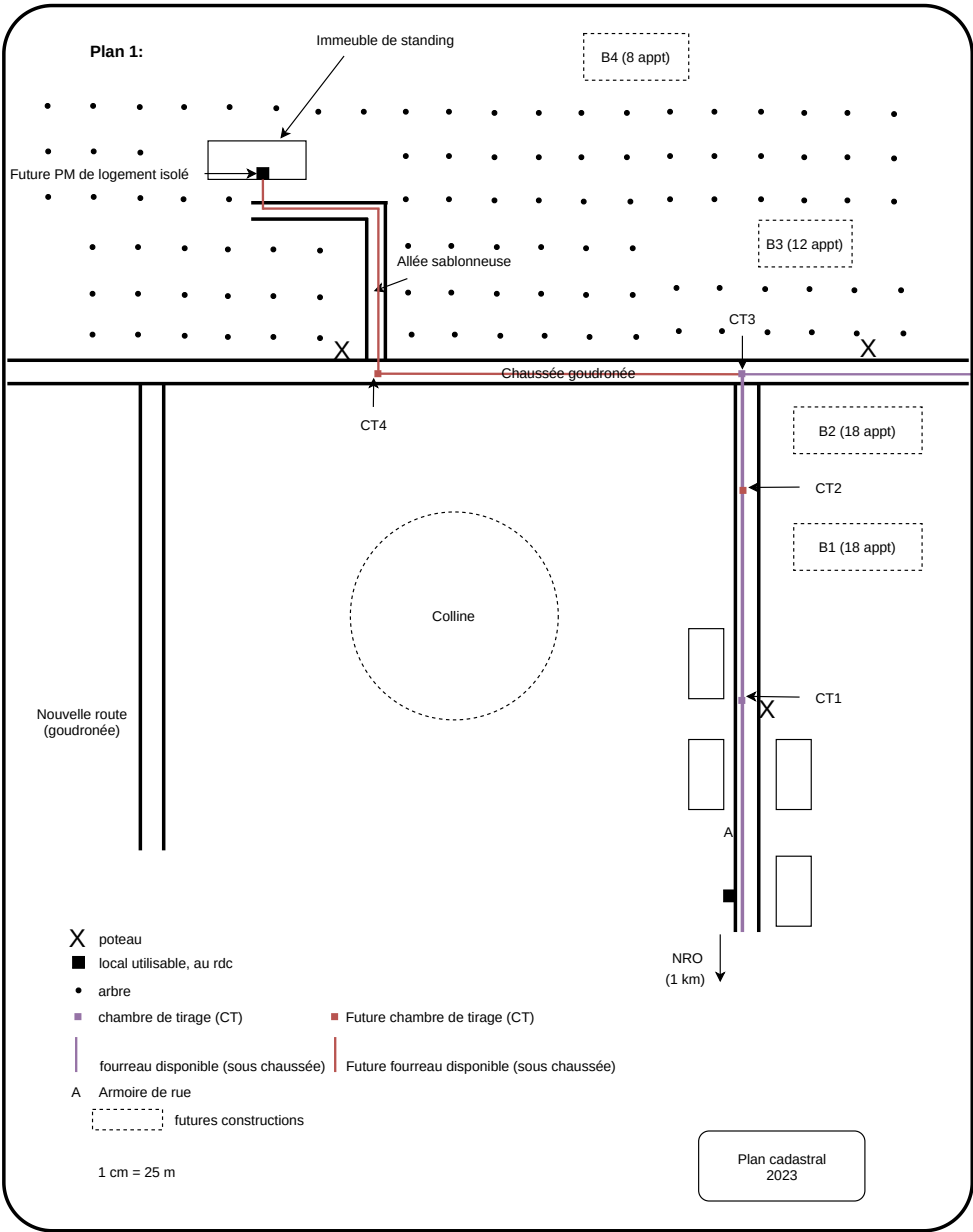 Plan 1:
Immeuble de standing
B4 (8 appt)
Future PM de logement isolé
B3 (12 appt)
Allée sablonneuse
CT3
X
X
Chaussée goudronée
CT4
B2 (18 appt)
CT2
B1 (18 appt)
Colline
CT1
X
Nouvelle route
(goudronée)
A
X poteau
NRO
(1 km)
local utilisable, au rdc
arbre
chambre de tirage (CT)
Future chambre de tirage (CT)
fourreau disponible (sous chaussée)
Future fourreau disponible (sous chaussée)
A Armoire de rue
futures constructions
1 cm = 25 m
Plan cadastral
2023